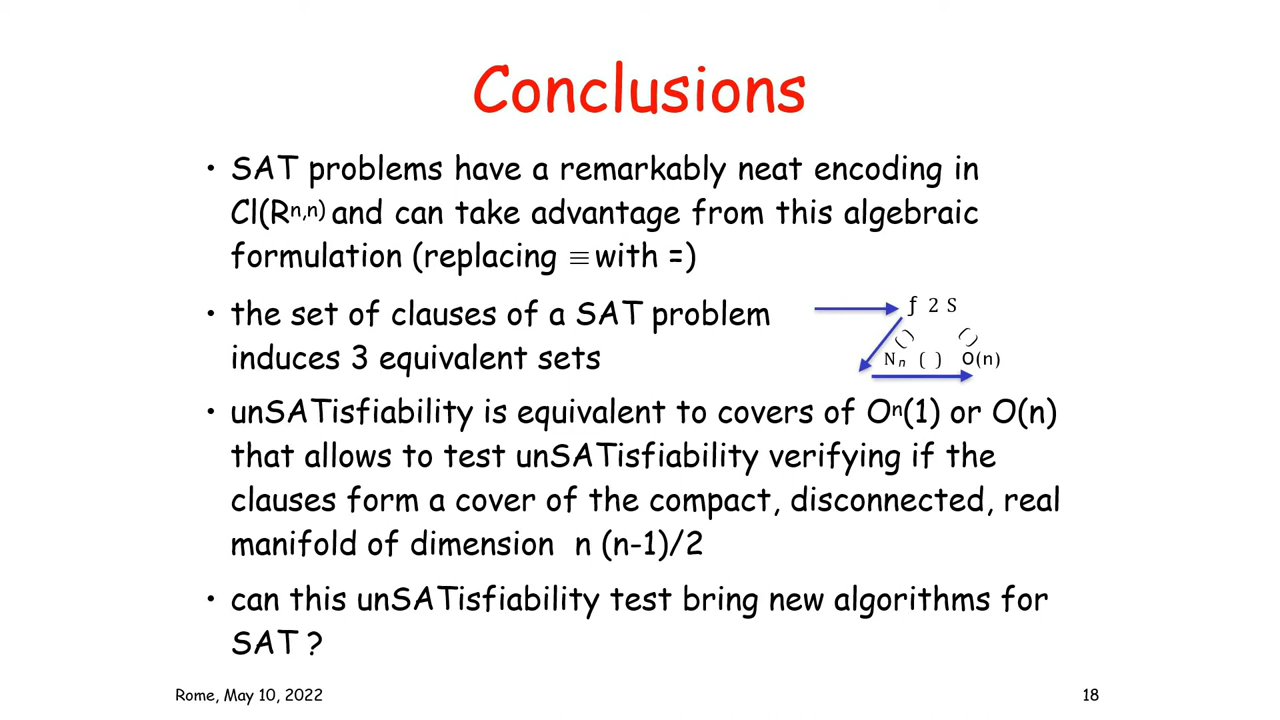 Conclusions
• SAT problems have a remarkably neat encoding in
Cl(Rn,n) and can take advantage from this algebraic
formulation (replacing ≡ with =)
• the set of clauses of a SAT problem
induces 3 equivalent sets
ƒ 2 S
( ) ( )
Nn ( ) O(n)
• unSATisfiability is equivalent to covers of On(1) or O(n)
that allows to test unSATisfiability verifying if the
clauses form a cover of the compact, disconnected, real
manifold of dimension n (n-1)/2
• can this unSATisfiability test bring new algorithms for
SAT ?
Rome, May 10, 2022
18